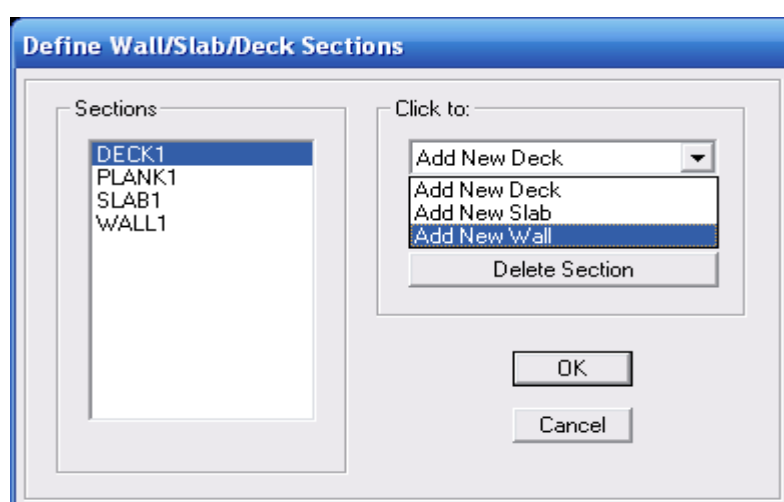 Define Wall/Slab/Deck Sections
Sections
DECK1
PLANK1
SLAB1
WALL1
Click to:
Add New Deck
Add New Deck
Add New Slab
Add New Wall
Delete Section
OK
Cancel